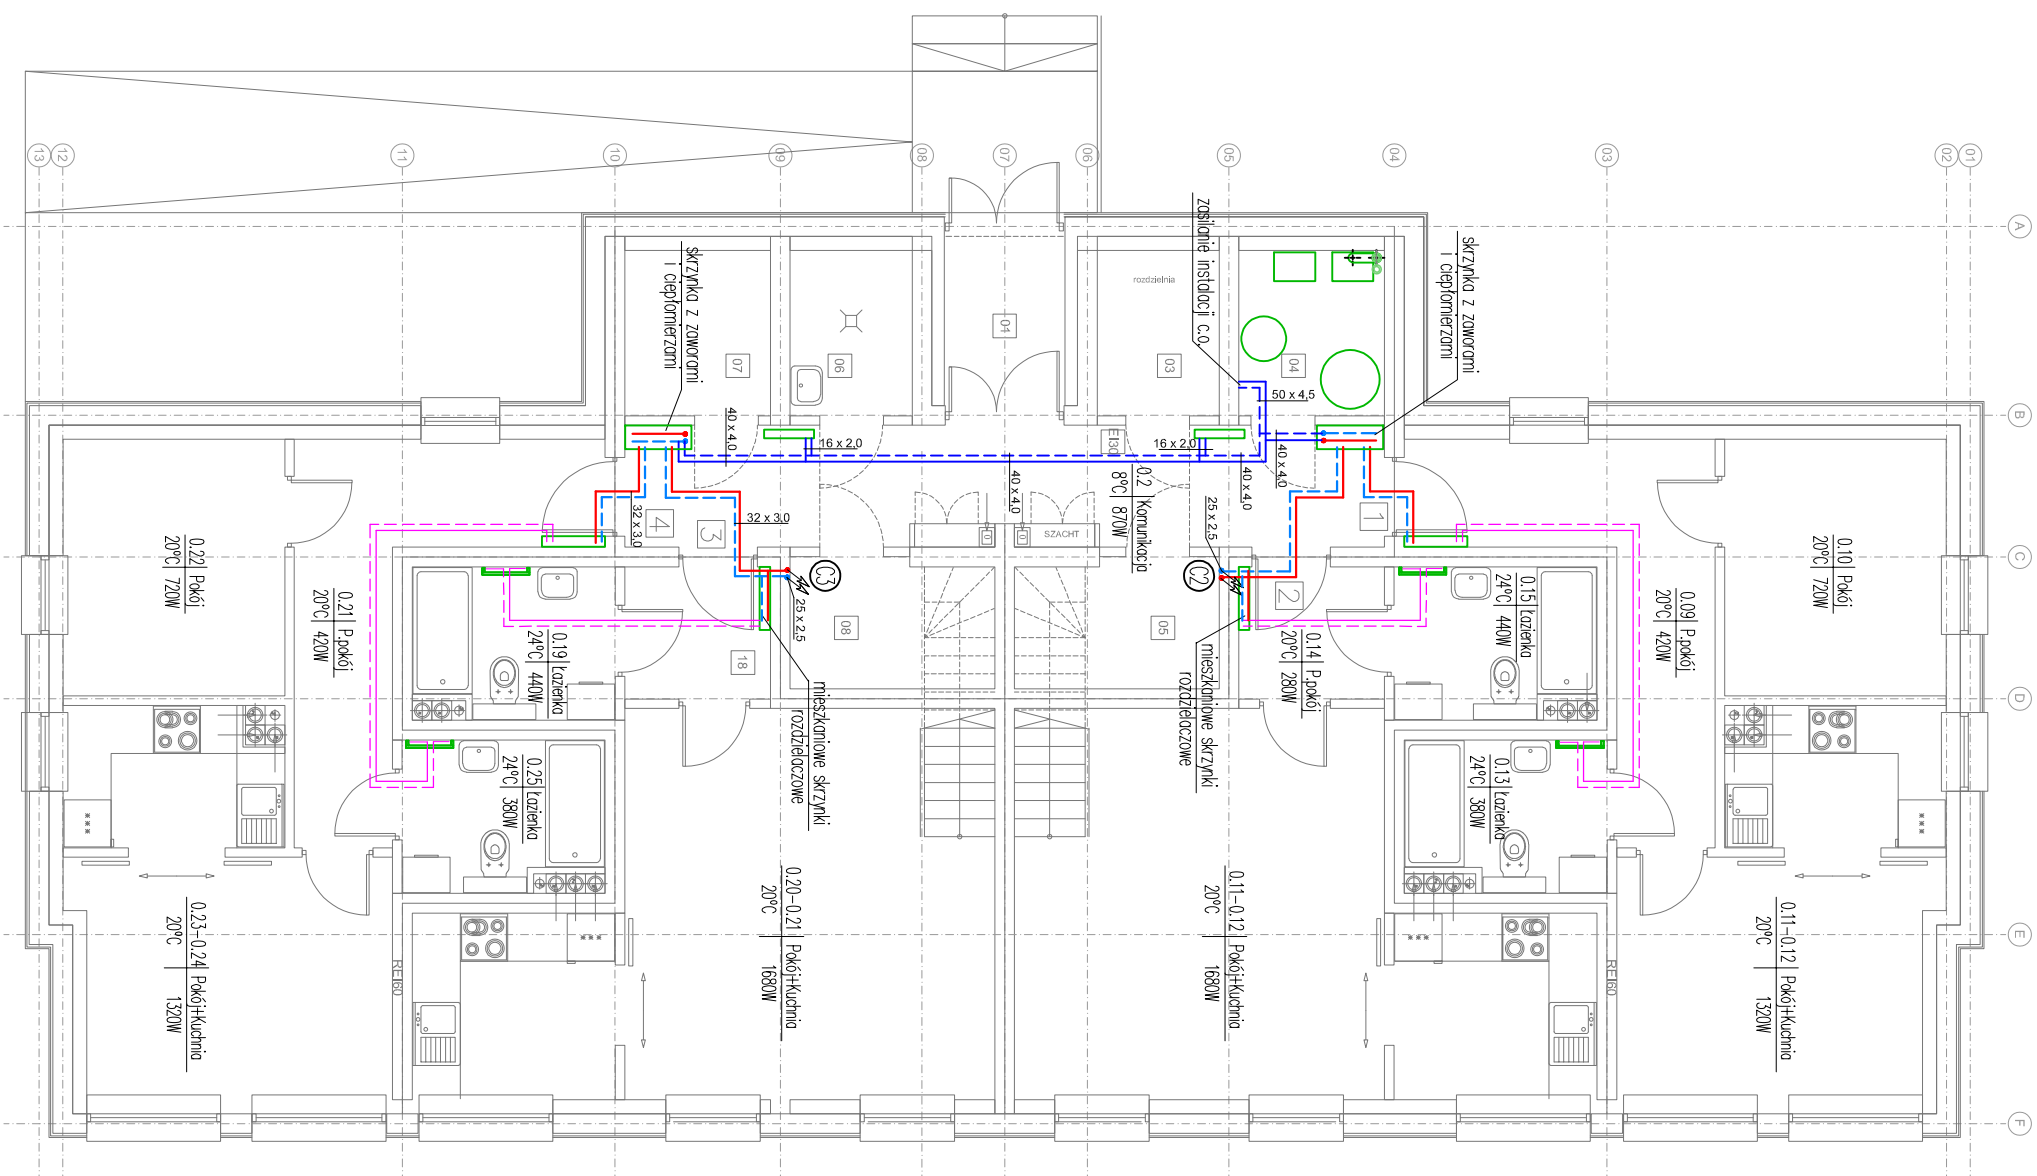 13
12
11
10
09
08
07
06
05
04
03
02
01
A
B
C
D
E
F
zasilanie instalacji c.o.
skrzynka z zaworami
i ciepłomierzami
skrzynka z zaworami
i ciepłomierzami
rozdzielnia
01
03
04
06
07
50 x 4,5
40 x 4,0
16 x 2,0
16 x 2,0
EI30
40 x 4,0
40 x 4,0
40 x 4,0
0.2 Komunikacja
8°C 870W
25 x 2,5
32 x 3,0
32 x 3,0
4
3
1
2
SZACHT
C3
C2
25 x 2,5
08
05
18
0.22 Pokój
20°C 720W
0.21 P.pokój
20°C 420W
0.19 Łazienka
24°C 440W
0.14 P.pokój
20°C 280W
0.15 Łazienka
24°C 440W
0.09 P.pokój
20°C 420W
0.10 Pokój
20°C 720W
mieszkaniowe skrzynki
rozdzielaczowe
mieszkaniowe skrzynki
rozdzielaczowe
0.25 Łazienka
24°C 380W
0.13 Łazienka
24°C 380W
0.23-0.24 Pokój+Kuchnia
20°C 1320W
0.20-0.21 Pokój+Kuchnia
20°C 1680W
0.11-0.12 Pokój+Kuchnia
20°C 1680W
0.11-0.12 Pokój+Kuchnia
20°C 1320W
REI60
REI60